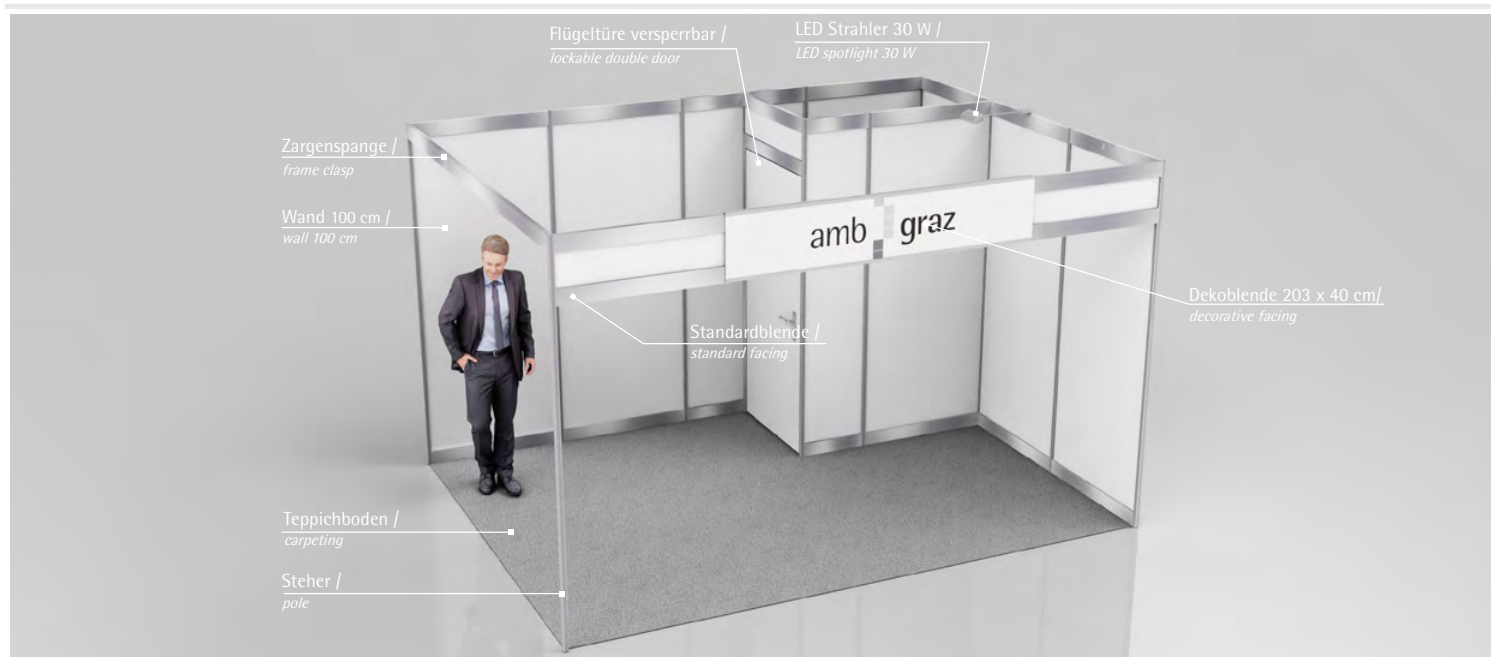 Flügeltüre versperrbar /
lockable double door
LED Strahler 30 W /
LED spotlight 30 W
Zargenspange /
frame clasp
Wand 100 cm /
wall 100 cm
amb graz
Dekoblende 203 x 40 cm/
decorative facing
Standardblende /
standard facing
Teppichboden /
carpeting
Steher /
pole